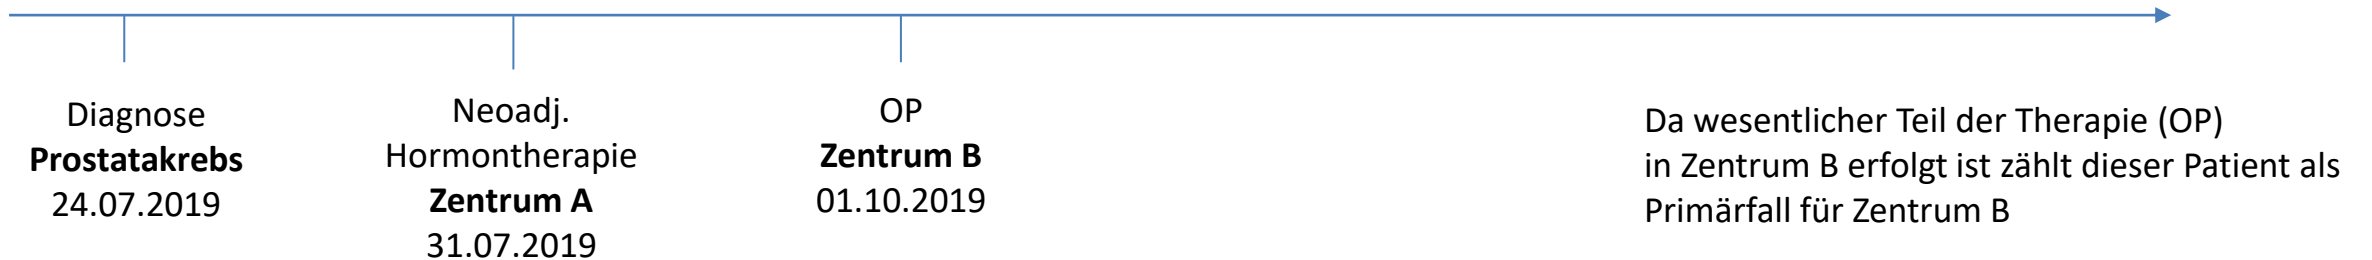 Diagnose
Prostatakrebs
24.07.2019
Neoadj.
Hormontherapie
Zentrum A
31.07.2019
OP
Zentrum B
01.10.2019
Da wesentlicher Teil der Therapie (OP)
in Zentrum B erfolgt ist zählt dieser Patient als
Primärfall für Zentrum B